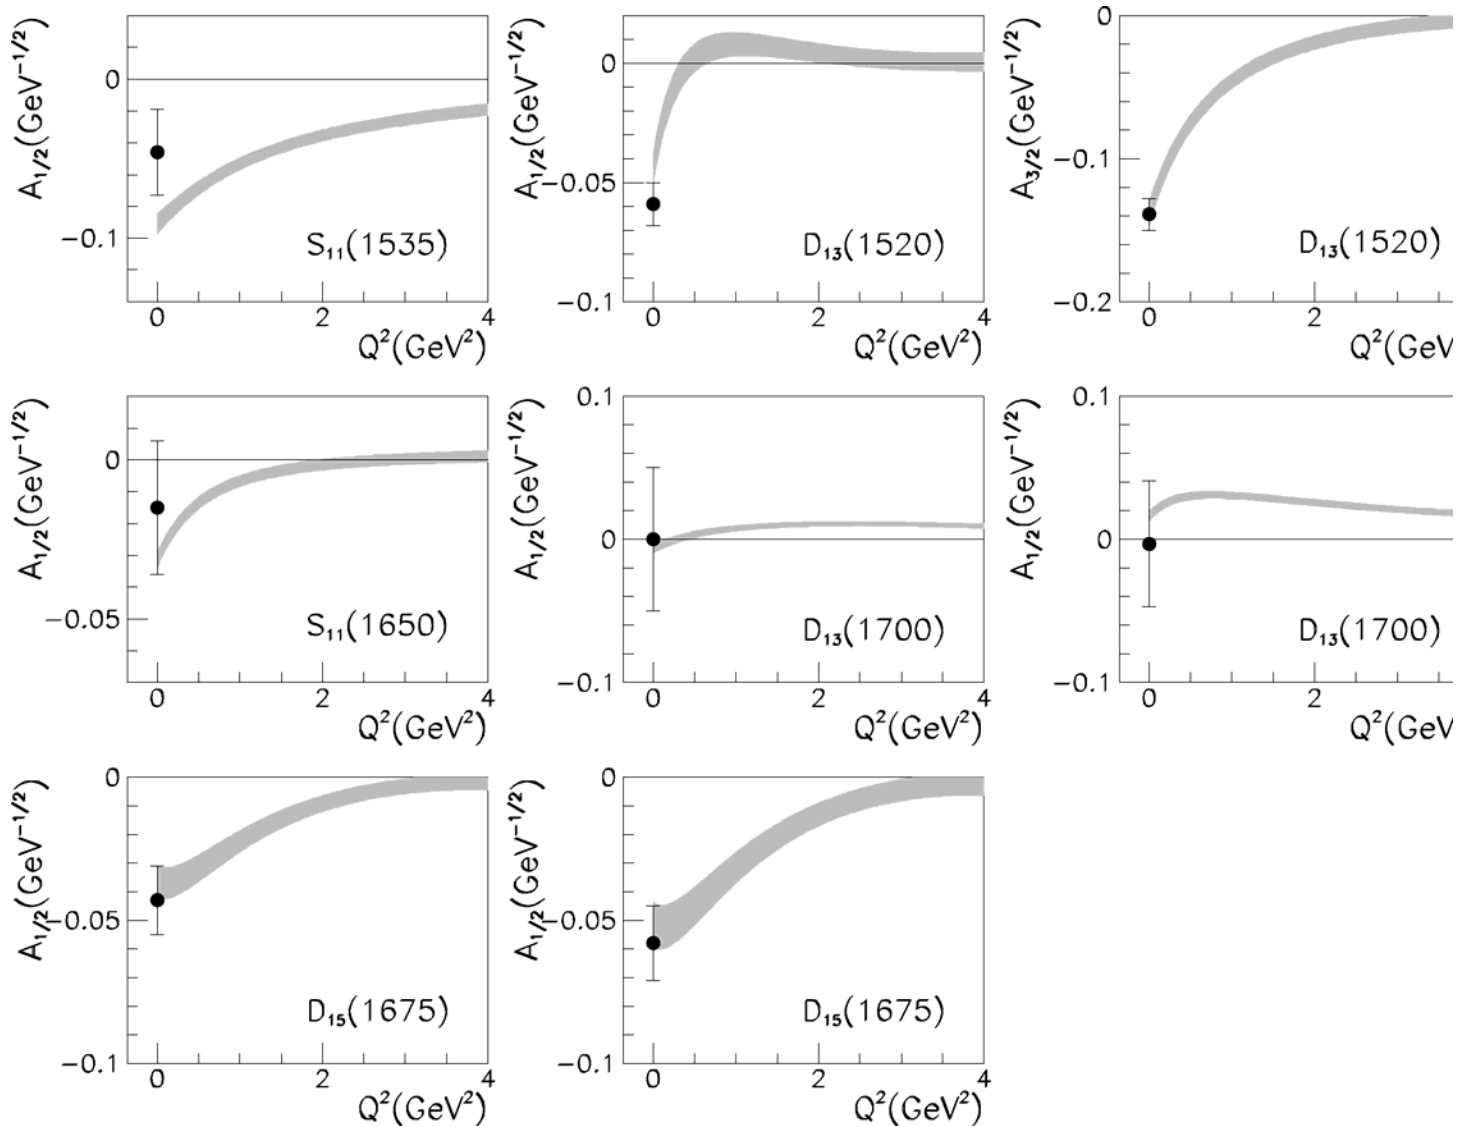 A1/2(GeV−1/2)
0
−0.1
S11(1535)
0 2 4
Q2(GeV2)
A1/2(GeV−1/2)
0
−0.05
−0.1
D13(1520)
0 2 4
Q2(GeV2)
A3/2(GeV−1/2)
0
−0.1
−0.2
D13(1520)
0 2
Q2(GeV
A1/2(GeV−1/2)
0
−0.05
S11(1650)
0 2 4
Q2(GeV2)
A1/2(GeV−1/2)
0.1
0
−0.1
D13(1700)
0 2 4
Q2(GeV2)
A1/2(GeV−1/2)
0.1
0
−0.1
D13(1700)
0 2
Q2(GeV
A1/2(GeV−1/2)
0
−0.05
−0.1
D15(1675)
0 2 4
Q2(GeV2)
A1/2(GeV−1/2)
0
−0.05
−0.1
D15(1675)
0 2 4
Q2(GeV2)